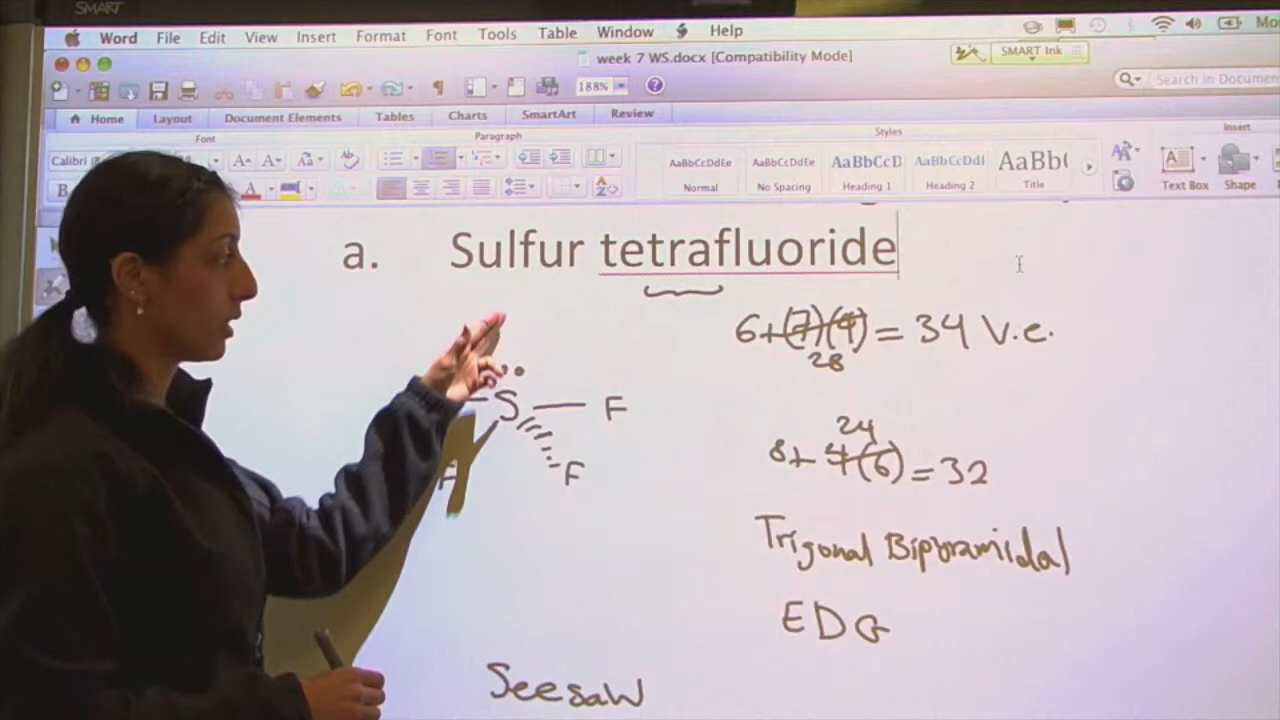 SMART
Word File Edit View Insert Format Font Tools Table Window Help
week 7 WS.docx [Compatibility Mode]
SMART Ink
188%
Search in Documen
Home Layout Document Elements Tables Charts SmartArt Review
Font Paragraph Styles Insert
Calibri
AaBbCcDdEe AaBbCcDdEe AaBbCcD AaBbCcDdI AaBb(
B
Normal No Spacing Heading 1 Heading 2 Title Text Box Shape
a. Sulfur tetrafluoride
6+(7)(4) = 34 V.e.
28
S F
F F
24
8+ 4(6) = 32
Trigonal Bipyramidal
EDG
Seesaw